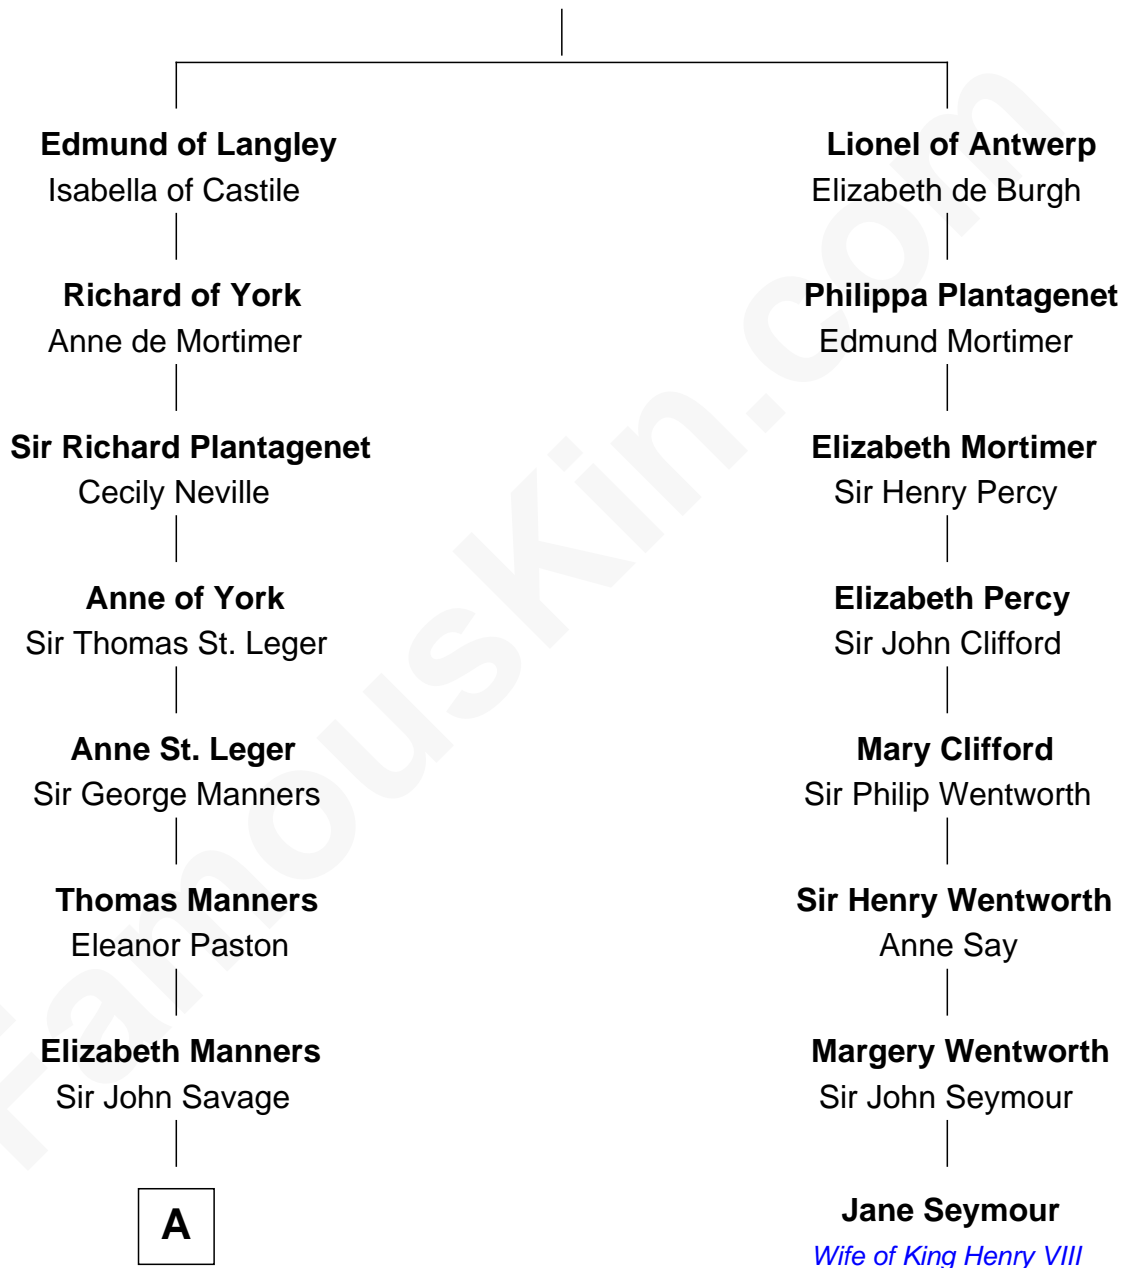 Edmund of Langley
Isabella of Castile
Richard of York
Anne de Mortimer
Sir Richard Plantagenet
Cecily Neville
Anne of York
Sir Thomas St. Leger
Anne St. Leger
Sir George Manners
Thomas Manners
Eleanor Paston
Elizabeth Manners
Sir John Savage
A
Lionel of Antwerp
Elizabeth de Burgh
Philippa Plantagenet
Edmund Mortimer
Elizabeth Mortimer
Sir Henry Percy
Elizabeth Percy
Sir John Clifford
Mary Clifford
Sir Philip Wentworth
Sir Henry Wentworth
Anne Say
Margery Wentworth
Sir John Seymour
Jane Seymour
Wife of King Henry VIII
FamousKin.com